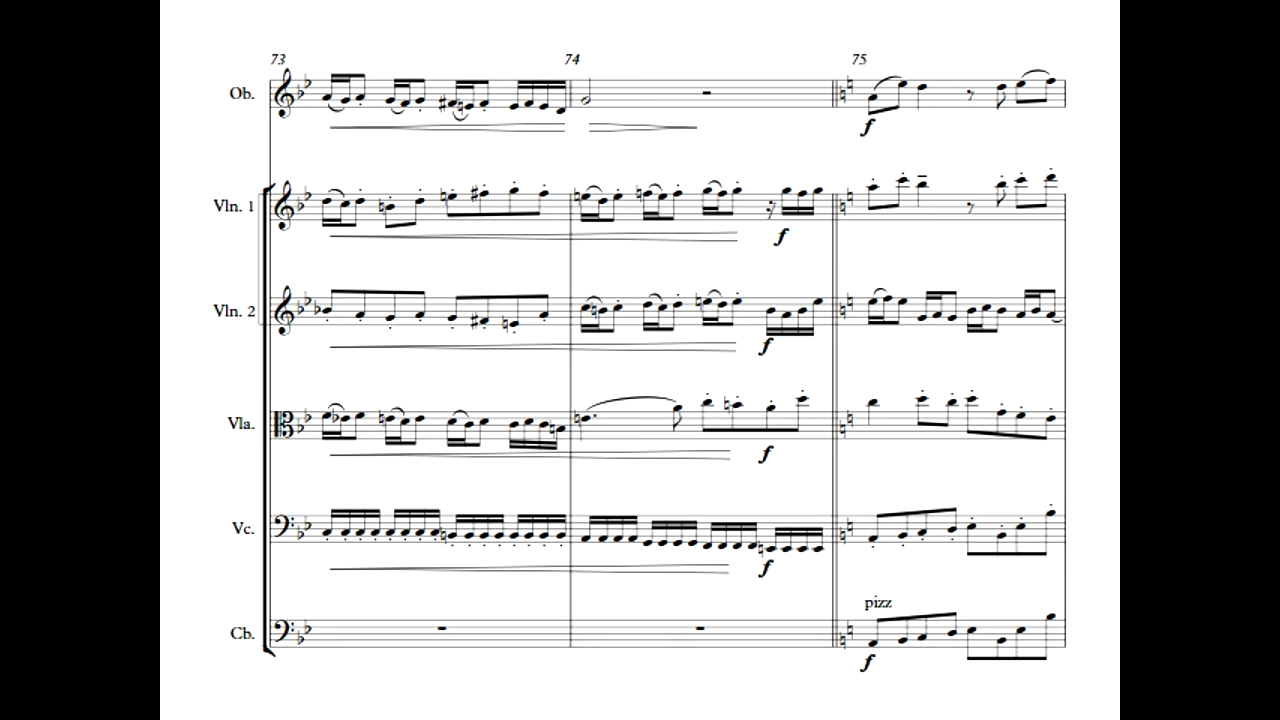 73 74 75
Ob.
f
Vln. 1
f
Vln. 2
f
Vla.
f
Vc.
f
pizz
Cb.
f